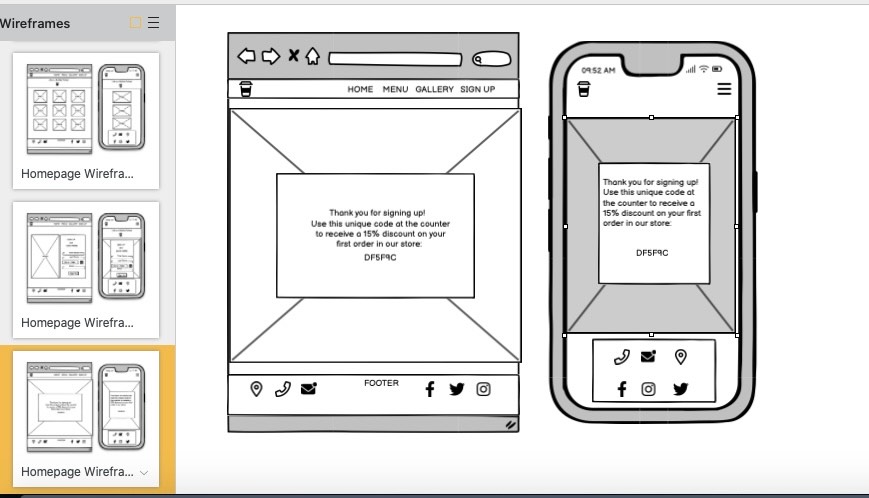 Wireframes
Homepage Wirefra...
Homepage Wirefra...
Homepage Wirefra...
HOME MENU GALLERY SIGN UP
Thank you for signing up!
Use this unique code at the counter
to receive a 15% discount on your
first order in our store:
DF5F9C
FOOTER
09:52 AM
Thank you for signing up!
Use this unique code at
the counter to receive a
15% discount on your first
order in our store:
DF5F9C